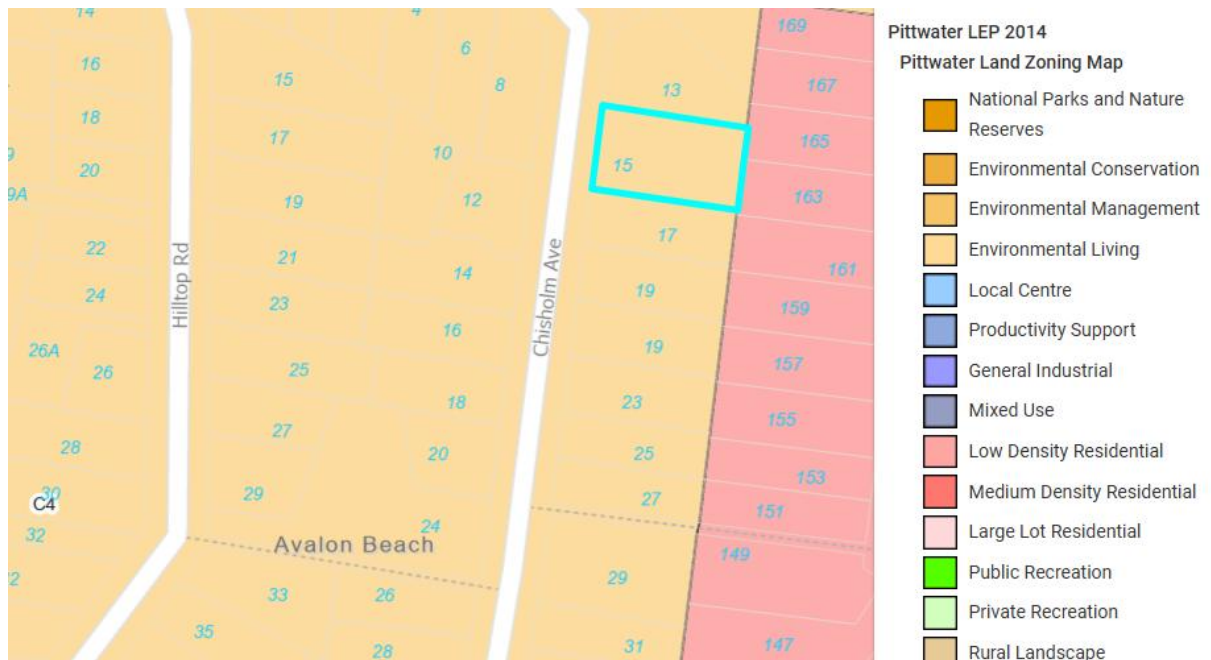 14
16
18
20
9
9A
22
24
26A
26
28
30
C4
32
2
Hilltop Rd
15
17
19
21
23
25
27
29
33
35
4
6
8
10
12
14
16
18
20
24
26
28
Avalon Beach
Chisholm Ave
13
15
17
19
19
23
25
27
29
31
169
167
165
163
161
159
157
155
153
151
149
147
Pittwater LEP 2014
Pittwater Land Zoning Map
National Parks and Nature
Reserves
Environmental Conservation
Environmental Management
Environmental Living
Local Centre
Productivity Support
General Industrial
Mixed Use
Low Density Residential
Medium Density Residential
Large Lot Residential
Public Recreation
Private Recreation
Rural Landscape